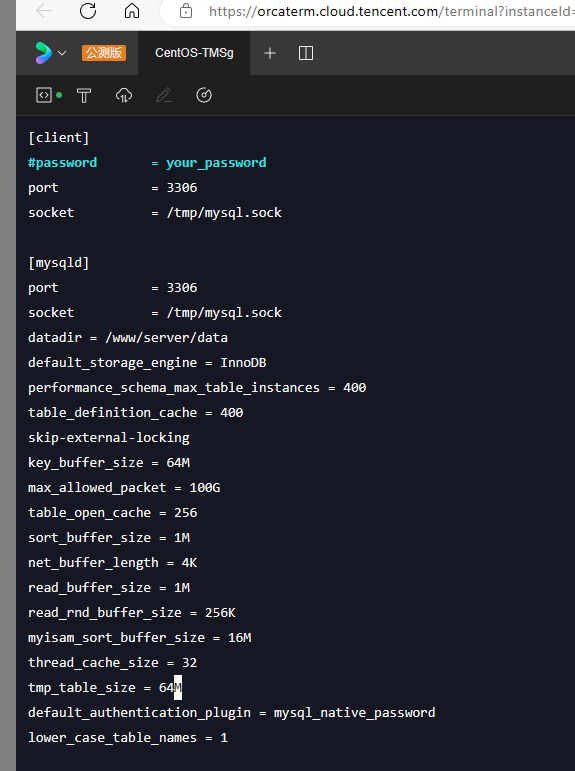 https://orcaterm.cloud.tencent.com/terminal?instanceId=
公测版 CentOS-TMSg
[client]
#password       = your_password
port            = 3306
socket          = /tmp/mysql.sock

[mysqld]
port            = 3306
socket          = /tmp/mysql.sock
datadir = /www/server/data
default_storage_engine = InnoDB
performance_schema_max_table_instances = 400
table_definition_cache = 400
skip-external-locking
key_buffer_size = 64M
max_allowed_packet = 100G
table_open_cache = 256
sort_buffer_size = 1M
net_buffer_length = 4K
read_buffer_size = 1M
read_rnd_buffer_size = 256K
myisam_sort_buffer_size = 16M
thread_cache_size = 32
tmp_table_size = 64M
default_authentication_plugin = mysql_native_password
lower_case_table_names = 1